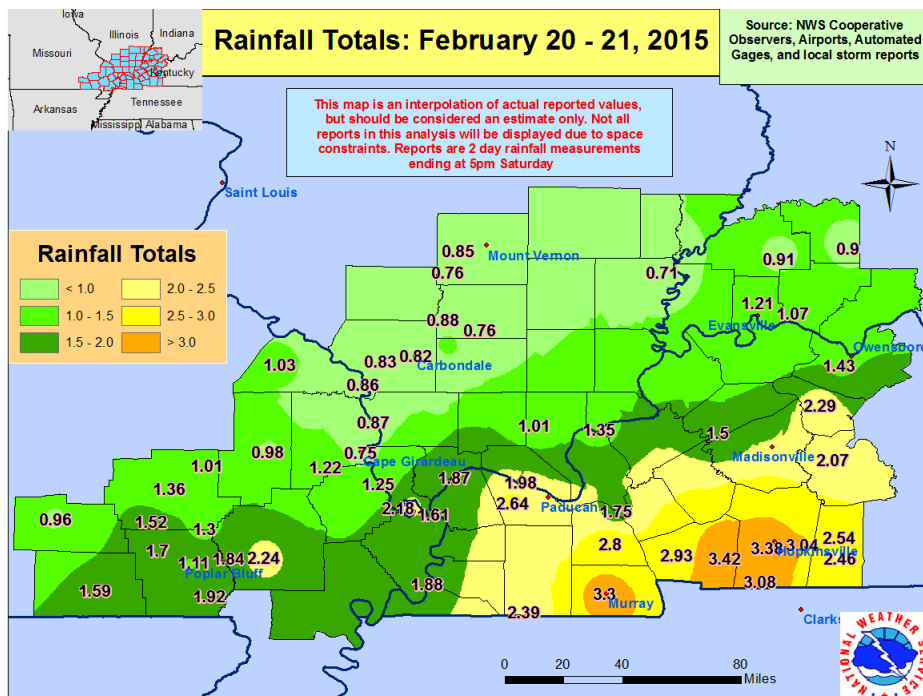 Iowa
Illinois
Indiana
Missouri
Kentucky
Arkansas
Tennessee
Mississippi
Alabama
Rainfall Totals: February 20 - 21, 2015
Source: NWS Cooperative
Observers, Airports, Automated
Gages, and local storm reports
This map is an interpolation of actual reported values,
but should be considered an estimate only. Not all
reports in this analysis will be displayed due to space
constraints. Reports are 2 day rainfall measurements
ending at 5pm Saturday
N
Saint Louis
Rainfall Totals
< 1.0
2.0 - 2.5
1.0 - 1.5
2.5 - 3.0
1.5 - 2.0
> 3.0
0.85
Mount Vernon
0.76
0.71
0.91
0.9
1.21
1.07
Evansville
0.88
0.76
Owensboro
1.03
0.83
0.82
Carbondale
1.43
0.86
0.87
2.29
1.01
1.35
1.5
0.98
0.75
Cape Girardeau
Madisonville
2.07
1.01
1.22
1.36
1.25
1.87
1.98
2.64
Paducah
0.96
1.52
1.3
2.18
1.61
1.75
1.7
1.11
1.84
2.24
Poplar Bluff
2.8
2.93
3.42
3.38
3.04
Hopkinsville
2.54
2.46
1.59
1.92
1.88
3.08
3.3
Murray
2.39
Clarks
0
20
40
80
Miles
NATIONAL WEATHER SERVICE